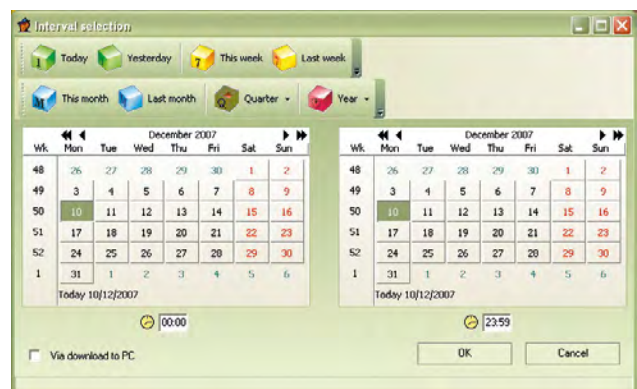 Interval selection
1 Today Yesterday 7 This week Last week
M This month Last month Q Quarter Year
December 2007 December 2007
Wk Mon Tue Wed Thu Fri Sat Sun Wk Mon Tue Wed Thu Fri Sat Sun
48 26 27 28 29 30 1 2 48 26 27 28 29 30 1 2
49 3 4 5 6 7 8 9 49 3 4 5 6 7 8 9
50 10 11 12 13 14 15 16 50 10 11 12 13 14 15 16
51 17 18 19 20 21 22 23 51 17 18 19 20 21 22 23
52 24 25 26 27 28 29 30 52 24 25 26 27 28 29 30
1 31 1 2 3 4 5 6 1 31 1 2 3 4 5 6
Today 10/12/2007 Today 10/12/2007
00:00 23:59
Via download to PC OK Cancel